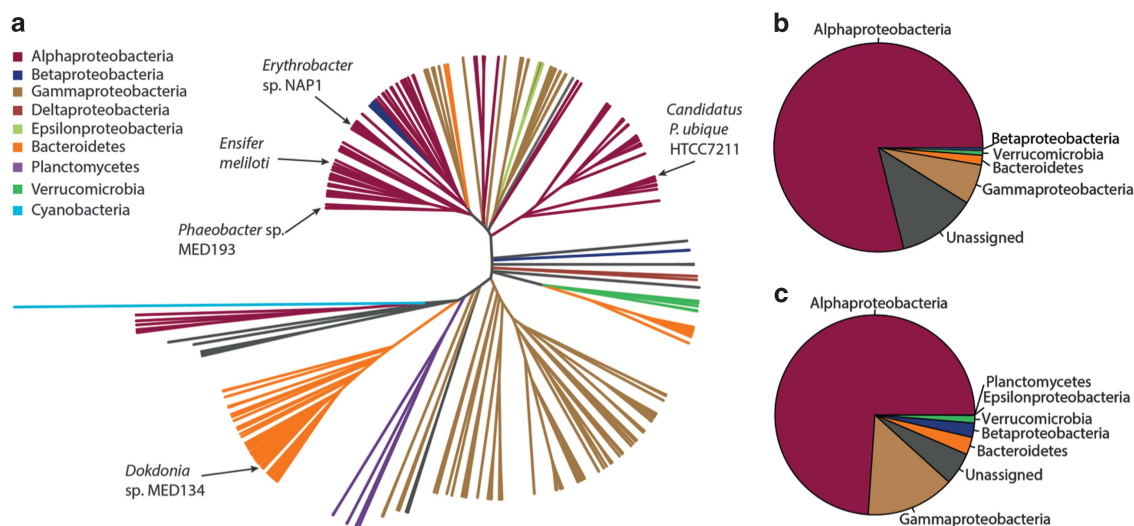 a
Alphaproteobacteria
Betaproteobacteria
Gammaproteobacteria
Deltaproteobacteria
Epsilonproteobacteria
Bacteroidetes
Planctomycetes
Verrucomicrobia
Cyanobacteria
Erythrobacter
sp. NAP1
Ensifer
meliloti
Phaeobacter sp.
MED193
Candidatus
P. ubique
HTCC7211
Dokdonia
sp. MED134
b
Alphaproteobacteria
Betaproteobacteria
Verrucomicrobia
Bacteroidetes
Gammaproteobacteria
Unassigned
c
Alphaproteobacteria
Planctomycetes
Epsilonproteobacteria
Verrucomicrobia
Betaproteobacteria
Bacteroidetes
Unassigned
Gammaproteobacteria